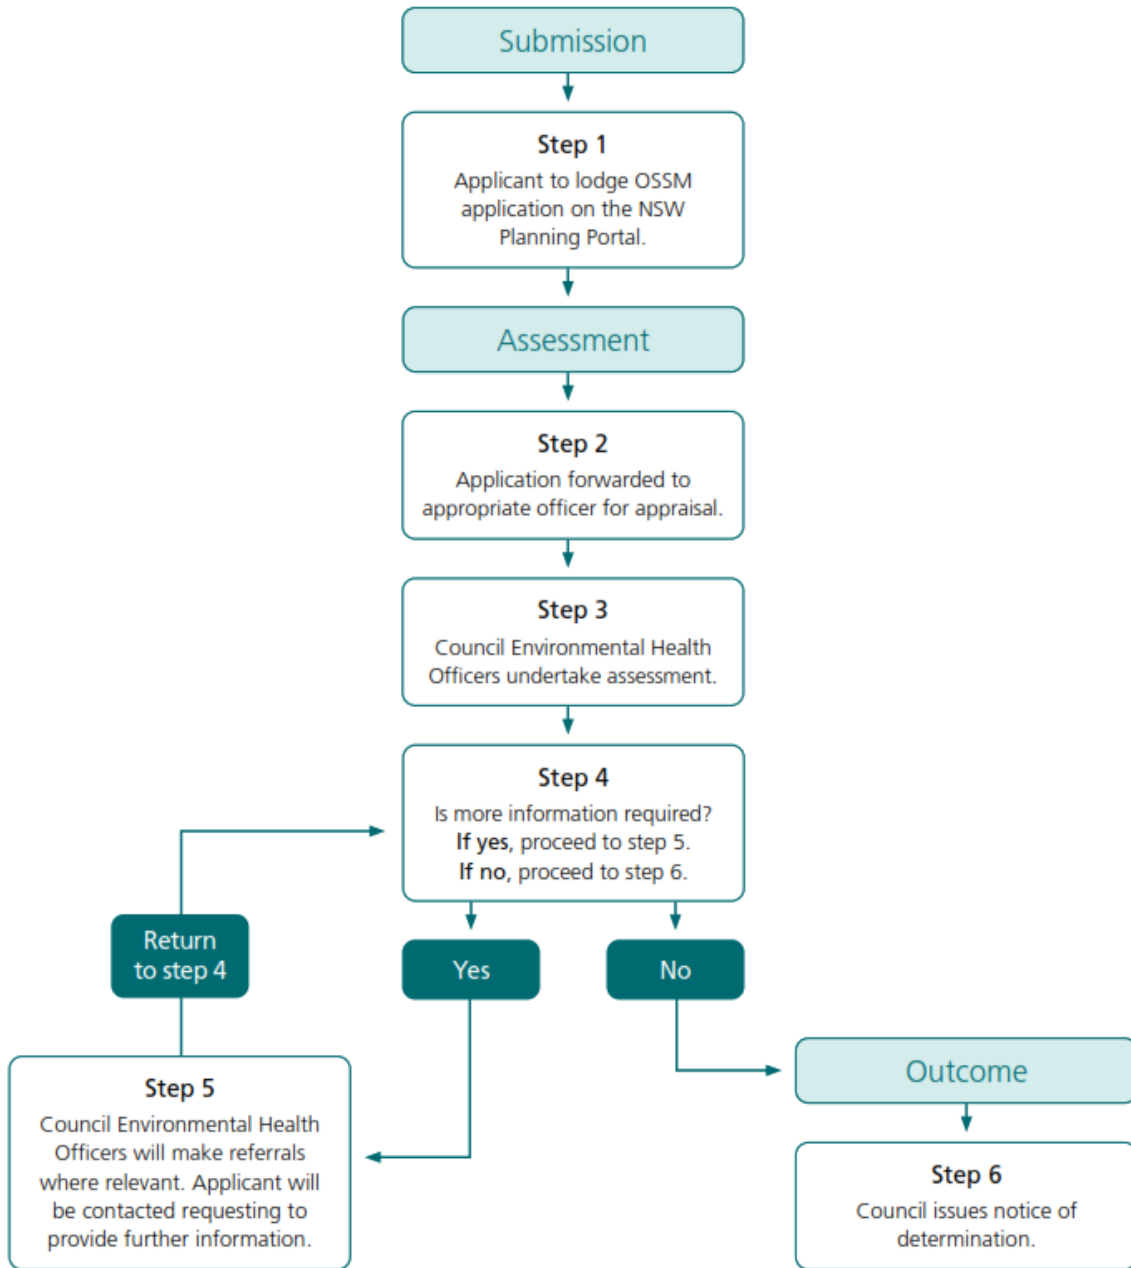 Submission
Step 1
Applicant to lodge OSSM
application on the NSW
Planning Portal.
Assessment
Step 2
Application forwarded to
appropriate officer for appraisal.
Step 3
Council Environmental Health
Officers undertake assessment.
Step 4
Is more information required?
If yes, proceed to step 5.
If no, proceed to step 6.
Return
to step 4
Yes
No
Step 5
Council Environmental Health
Officers will make referrals
where relevant. Applicant will
be contacted requesting to
provide further information.
Outcome
Step 6
Council issues notice of
determination.